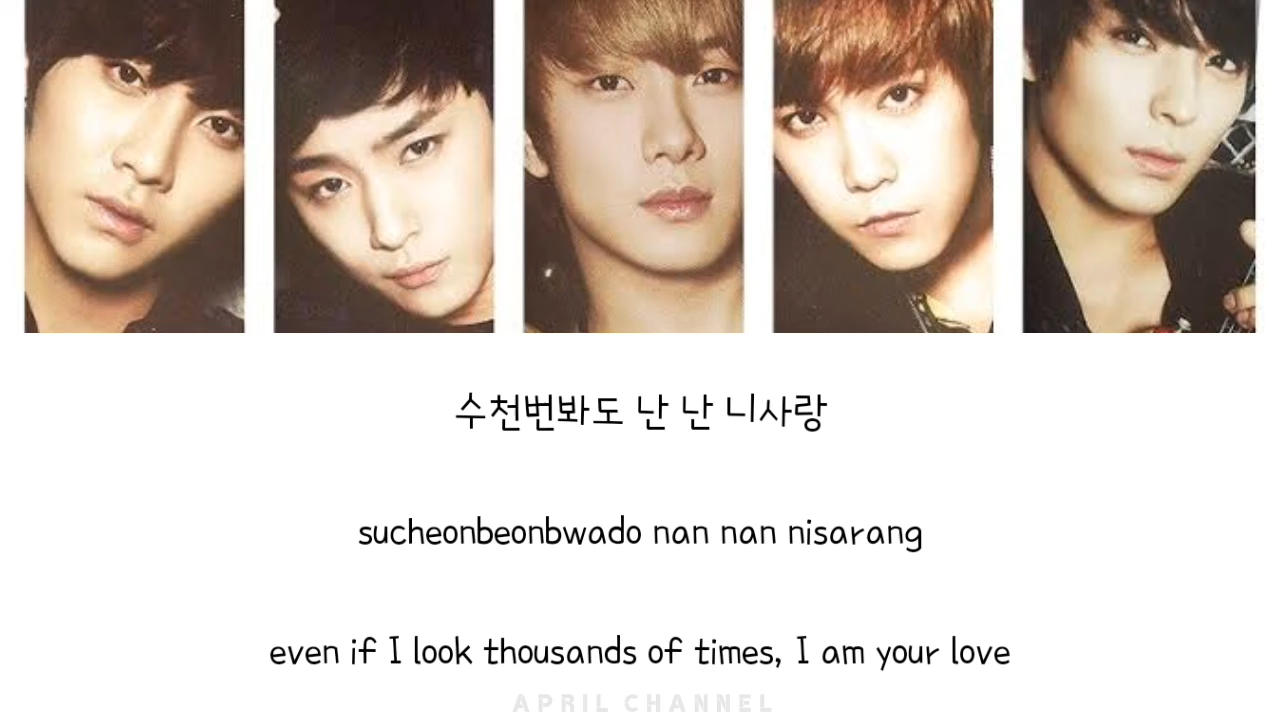 수천번봐도 난 난 니사랑
sucheonbeonbwado nan nan nisarang
even if I look thousands of times, I am your love
APRIL CHANNEL